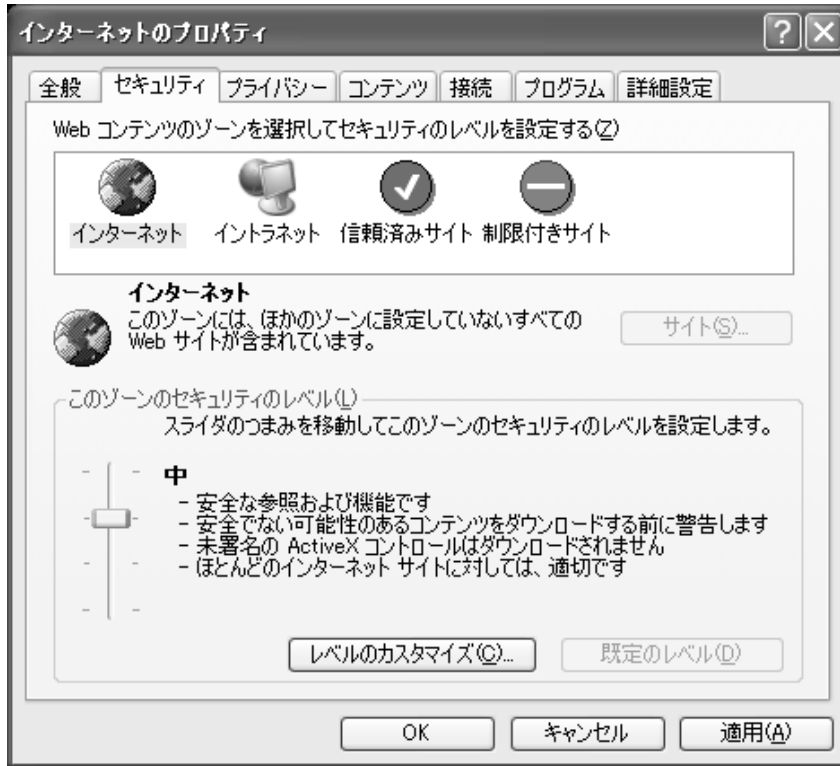 インターネットのプロパティ
全般 セキュリティ プライバシー コンテンツ 接続 プログラム 詳細設定
Web コンテンツのゾーンを選択してセキュリティのレベルを設定する(Z)
インターネット イントラネット 信頼済みサイト 制限付きサイト
インターネット
このゾーンには、ほかのゾーンに設定していないすべての
Web サイトが含まれています。
サイト(S)...
このゾーンのセキュリティのレベル(L)
スライダのつまみを移動してこのゾーンのセキュリティのレベルを設定します。
中
- 安全な参照および機能です
- 安全でない可能性のあるコンテンツをダウンロードする前に警告します
- 未署名の ActiveX コントロールはダウンロードされません
- ほとんどのインターネット サイトに対しては、適切です
レベルのカスタマイズ(C)... 既定のレベル(D)
OK キャンセル 適用(A)